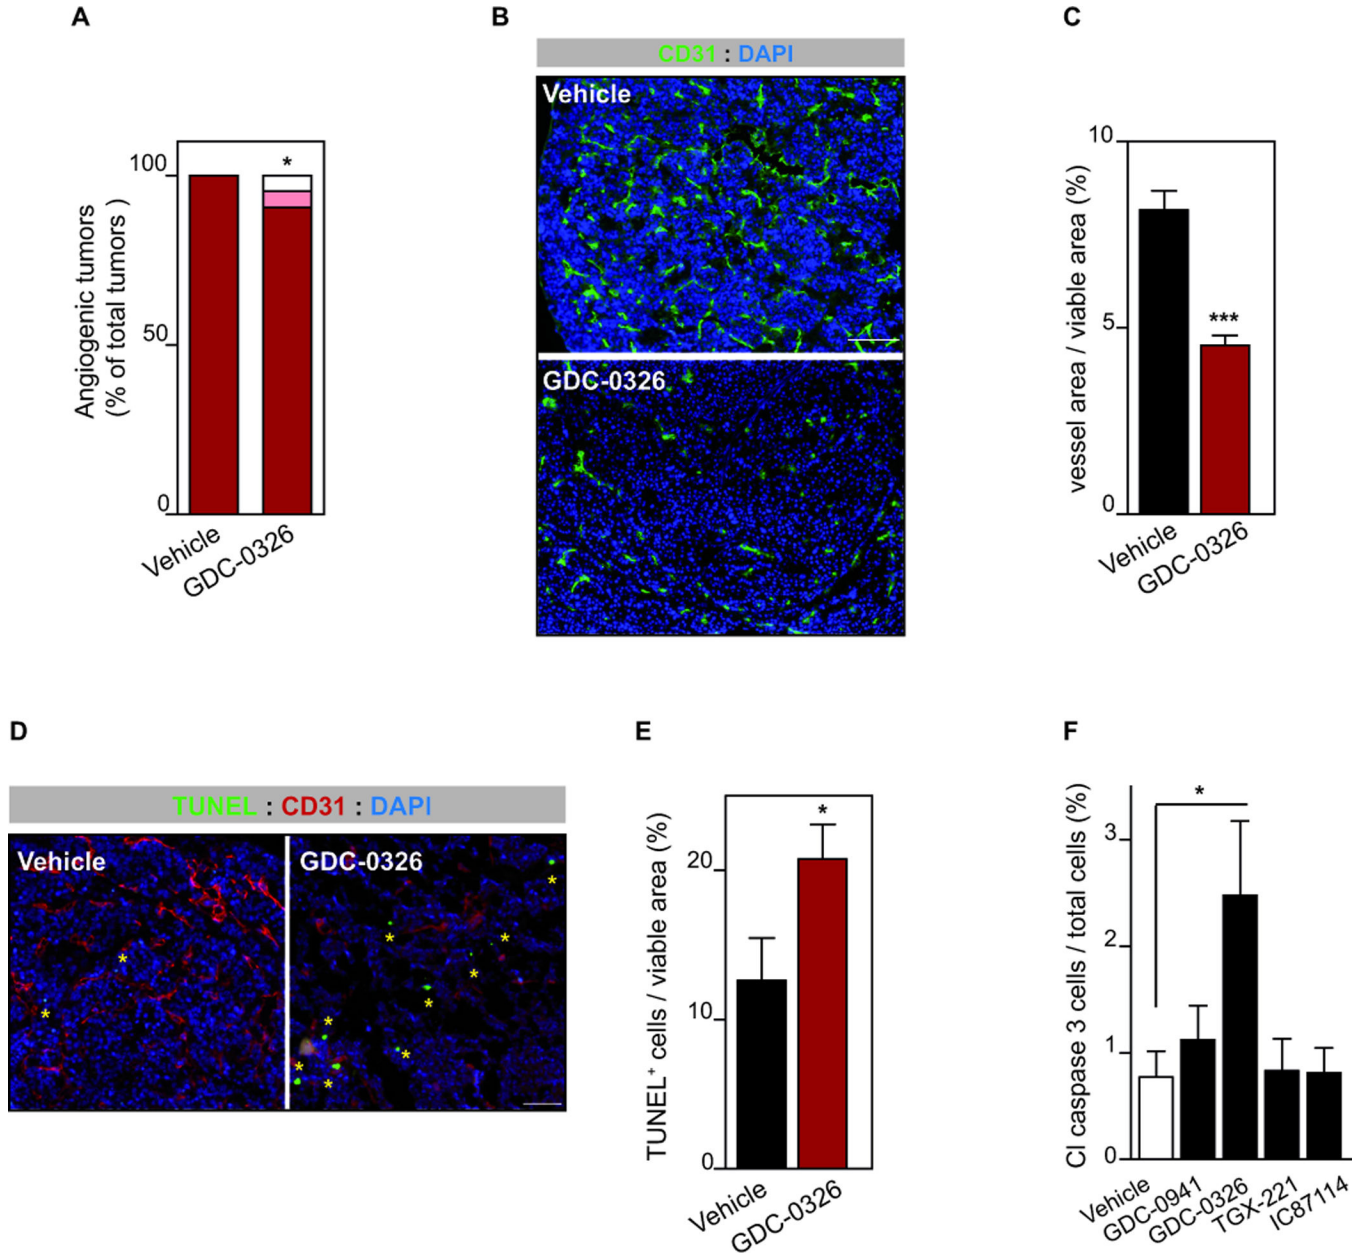 A
Angiogenic tumors
(% of total tumors )
100
50
0
*
Vehicle
GDC-0326
B
CD31 : DAPI
Vehicle
GDC-0326
C
vessel area / viable area (%)
10
5
0
***
Vehicle
GDC-0326
D
TUNEL : CD31 : DAPI
Vehicle
GDC-0326
* * * * * * * * * * *
E
TUNEL⁺ cells / viable area (%)
20
10
0
*
Vehicle
GDC-0326
F
Cl caspase 3 cells / total cells (%)
3
2
1
0
*
Vehicle
GDC-0941
GDC-0326
TGX-221
IC87114